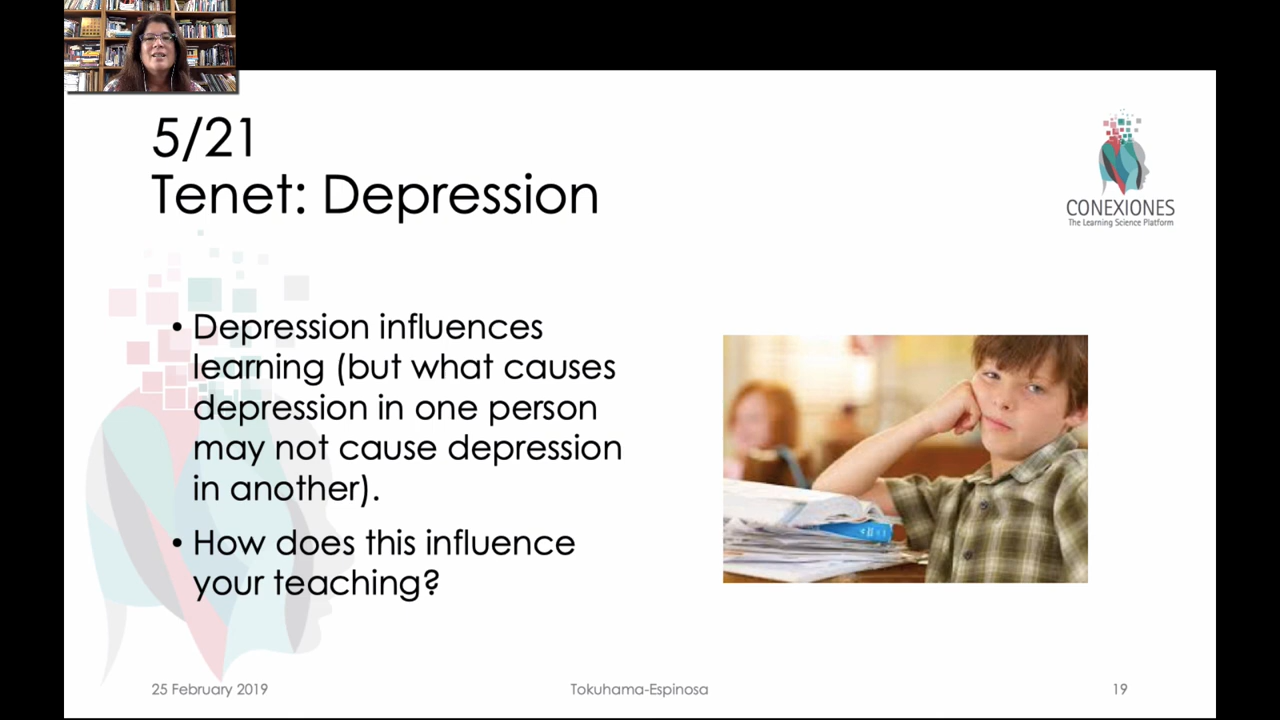 5/21
Tenet: Depression
CONEXIONES
The Learning Science Platform
• Depression influences
learning (but what causes
depression in one person
may not cause depression
in another).
• How does this influence
your teaching?
25 February 2019
Tokuhama-Espinosa
19